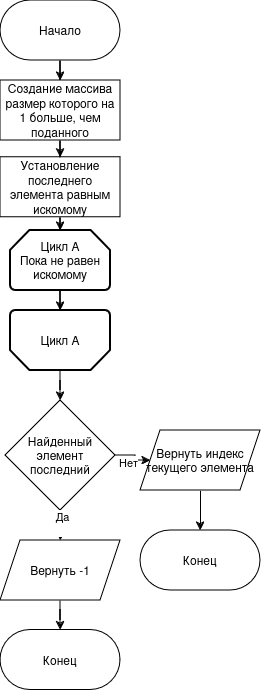 Начало
Создание массива
размер которого на
1 больше, чем
поданного
Установление
последнего
элемента равным
искомому
Цикл А
Пока не равен
искомому
Цикл А
Найденный
элемент
последний
Нет
Вернуть индекс
текущего элемента
Да
Конец
Вернуть -1
Конец